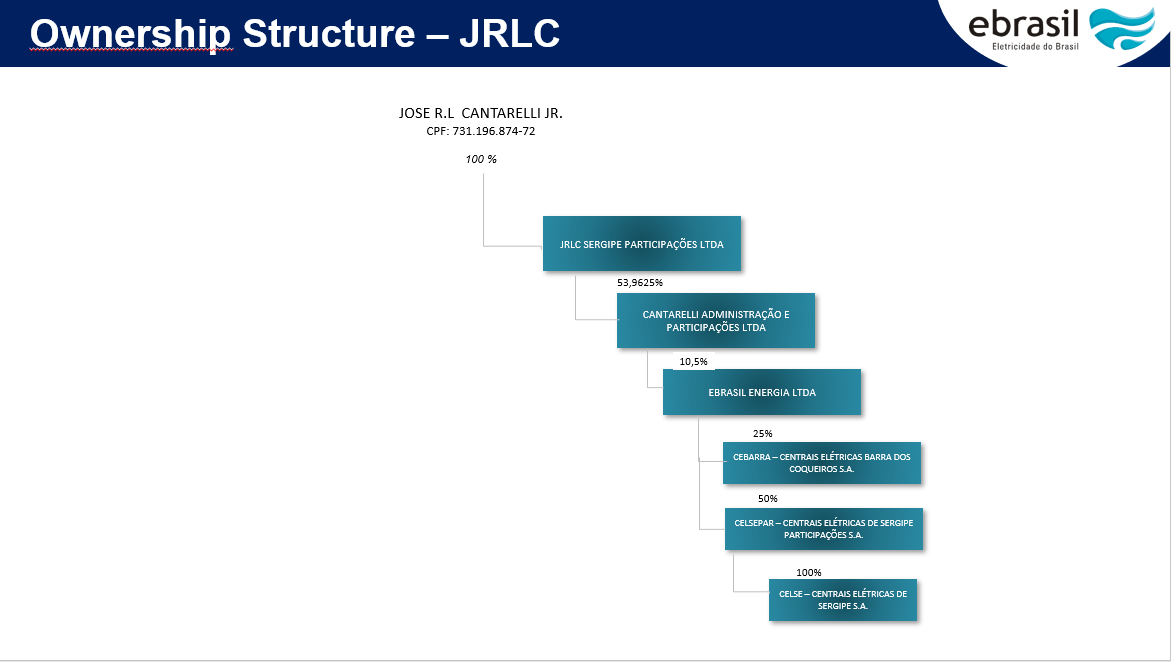 Ownership Structure – JRLC
ebrasil
Eletricidade do Brasil
JOSE R.L  CANTARELLI JR.
CPF: 731.196.874-72
100 %
JRLC SERGIPE PARTICIPAÇÕES LTDA
53,9625%
CANTARELLI ADMINISTRAÇÃO E
PARTICIPAÇÕES LTDA
10,5%
EBRASIL ENERGIA LTDA
25%
CEBARRA – CENTRAIS ELÉTRICAS BARRA DOS
COQUEIROS S.A.
50%
CELSEPAR – CENTRAIS ELÉTRICAS DE SERGIPE
PARTICIPAÇÕES S.A.
100%
CELSE – CENTRAIS ELÉTRICAS DE
SERGIPE S.A.